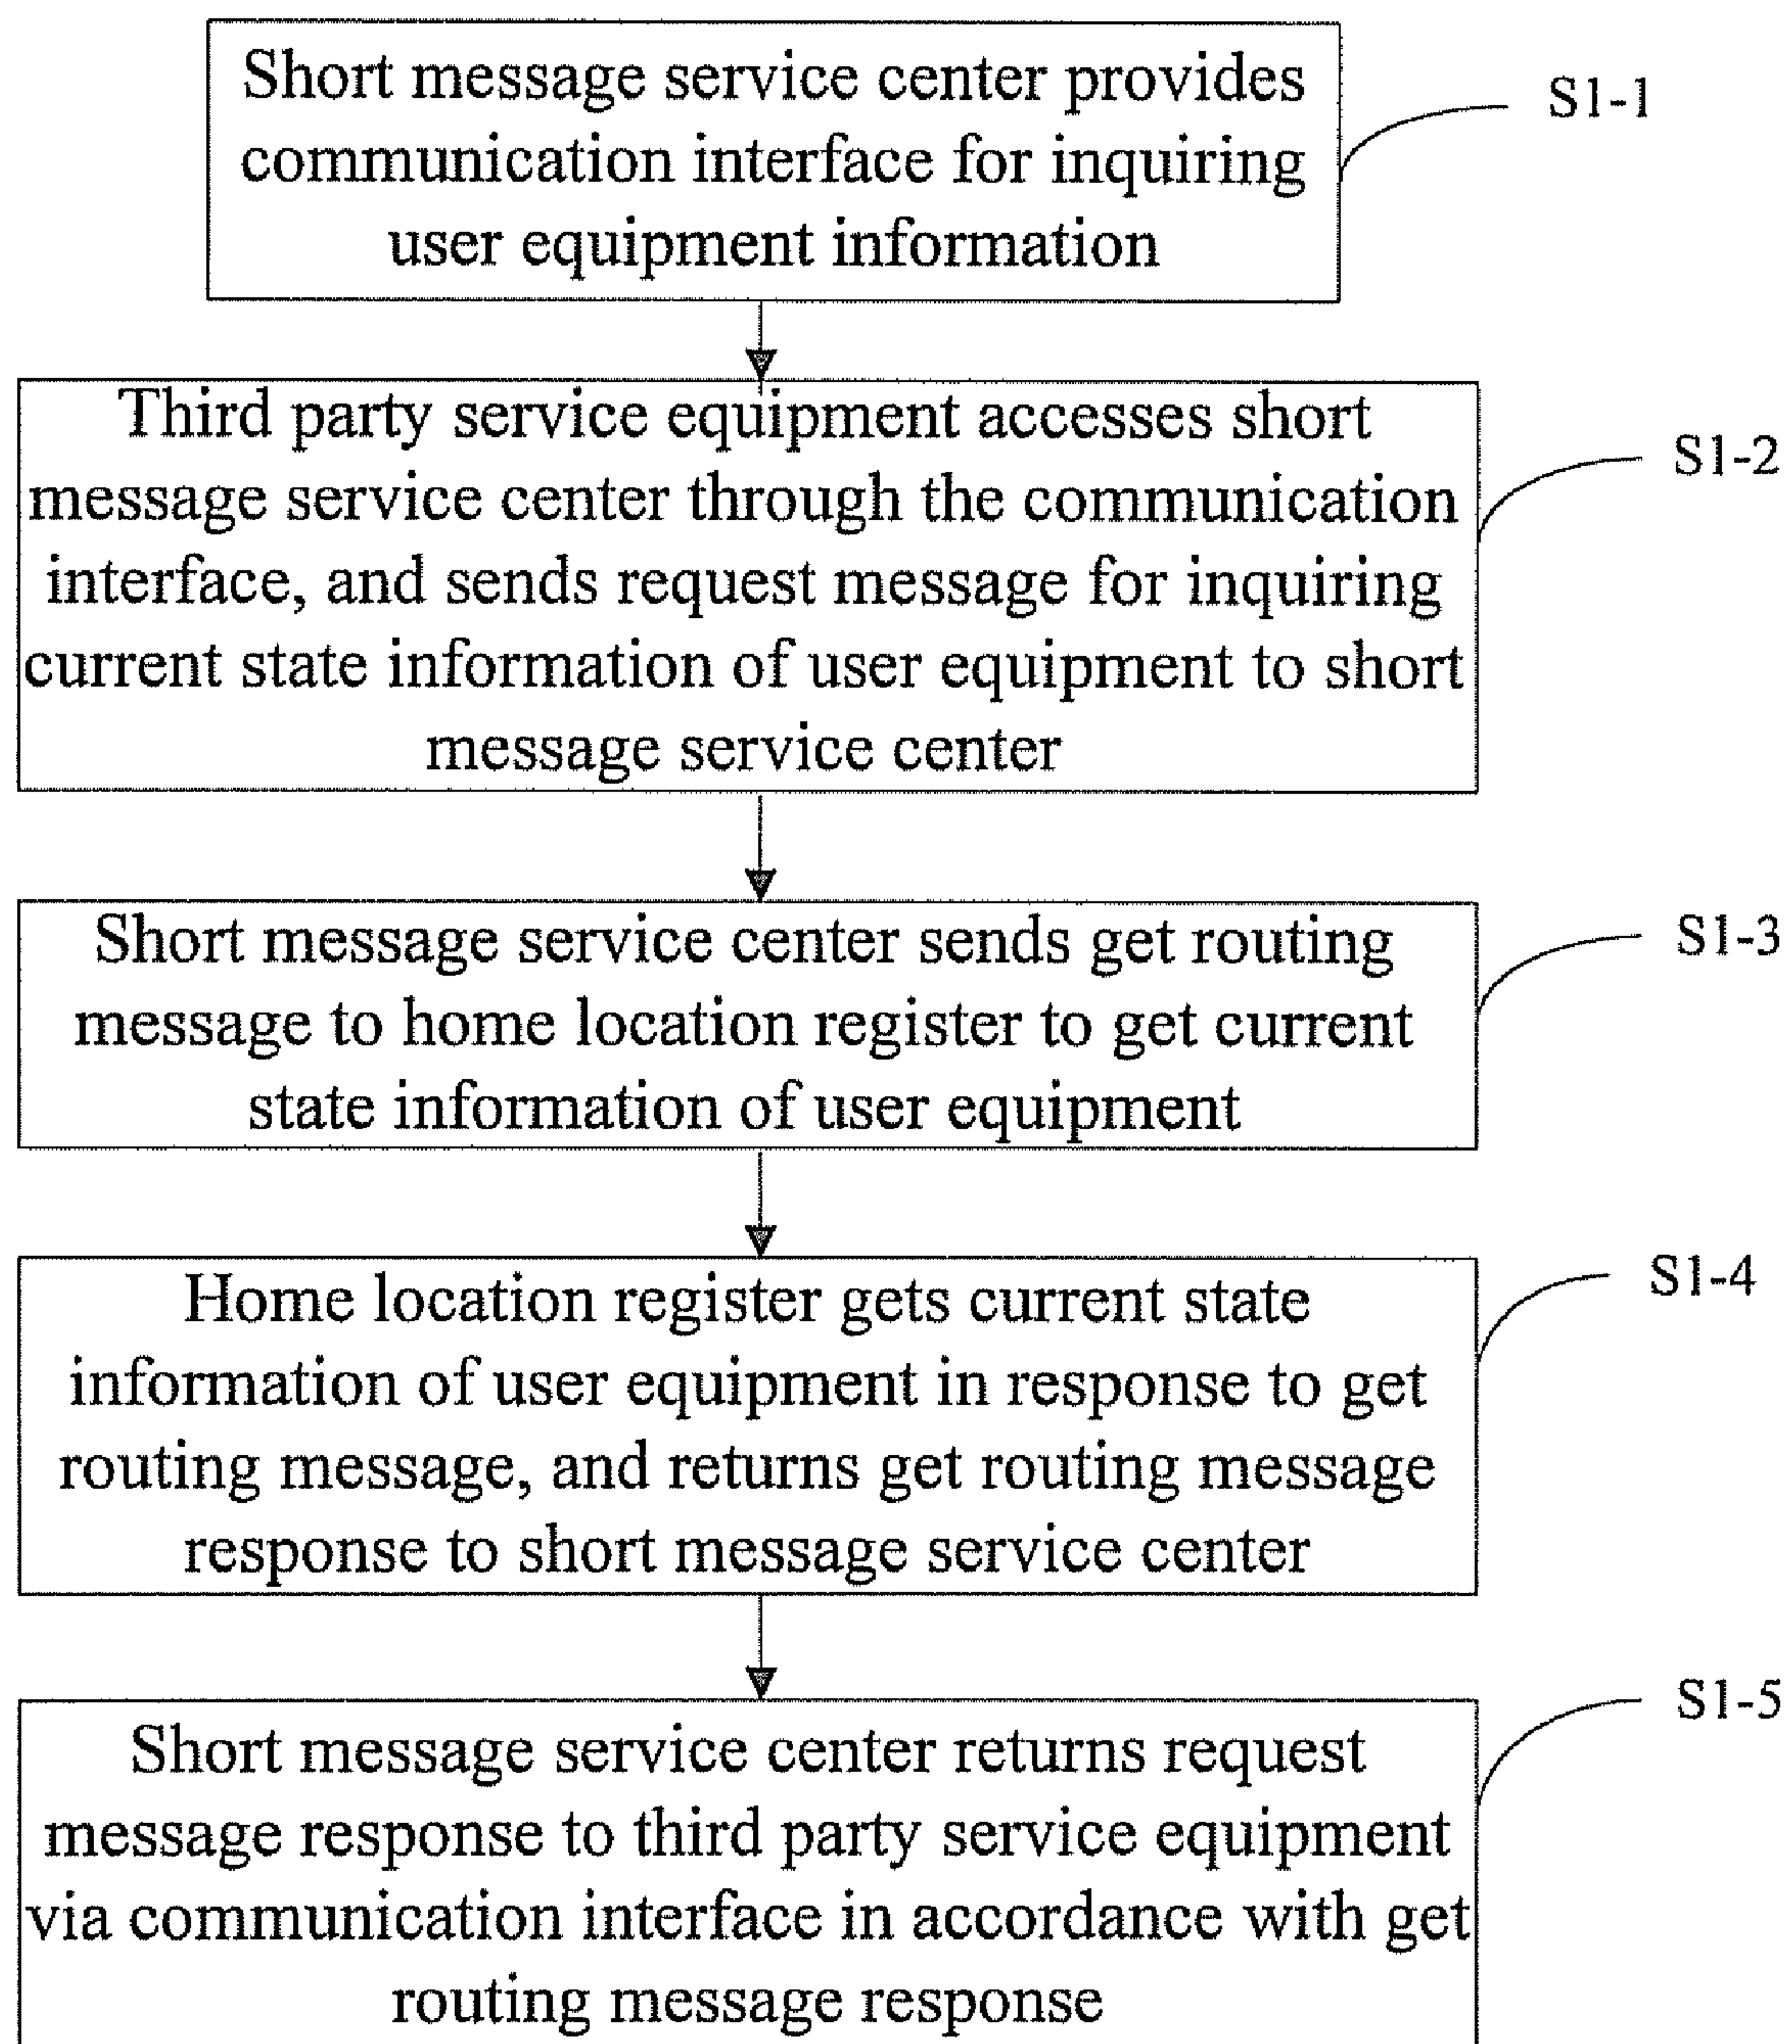 Short message service center provides
communication interface for inquiring
user equipment information
S1-1
Third party service equipment accesses short
message service center through the communication
interface, and sends request message for inquiring
current state information of user equipment to short
message service center
S1-2
Short message service center sends get routing
message to home location register to get current
state information of user equipment
S1-3
Home location register gets current state
information of user equipment in response to get
routing message, and returns get routing message
response to short message service center
S1-4
Short message service center returns request
message response to third party service equipment
via communication interface in accordance with get
routing message response
S1-5